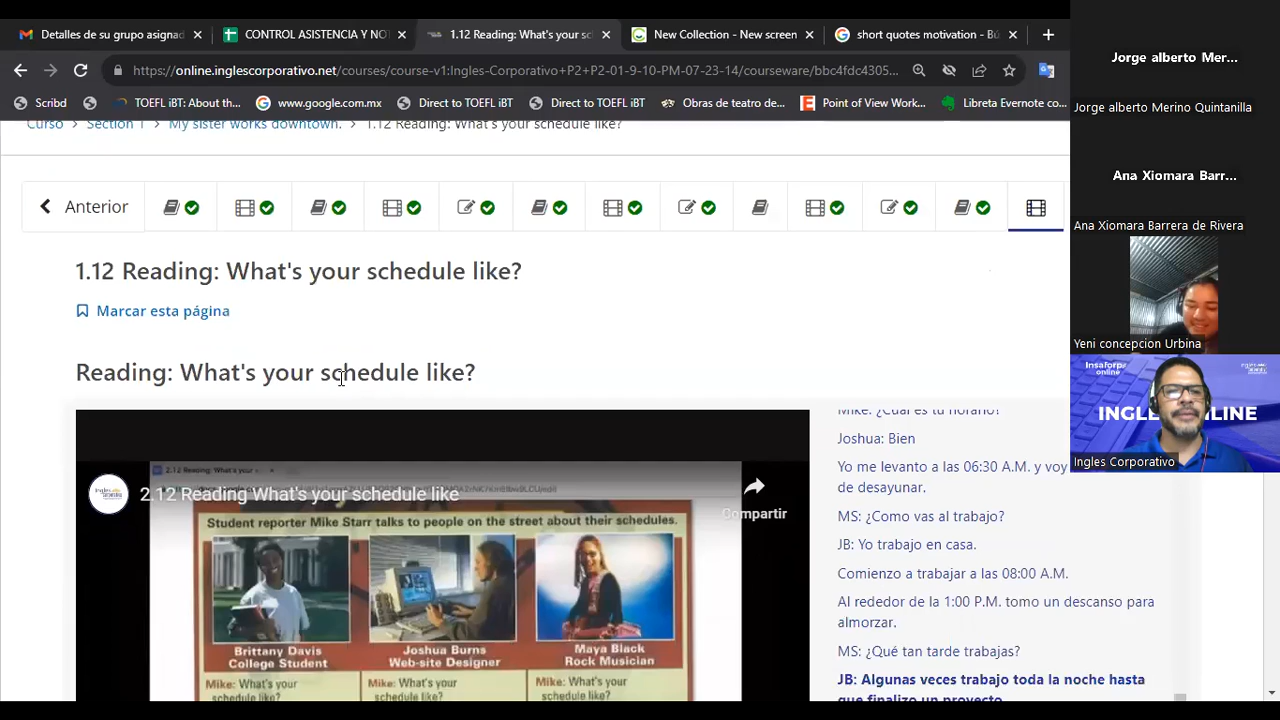 Detalles de su grupo asignad
CONTROL ASISTENCIA Y NO
1.12 Reading: What's your sc
New Collection - New screen
short quotes motivation - Bú
https://online.inglescorporativo.net/courses/course-v1:Ingles-Corporativo+P2+P2-01-9-10-PM-07-23-14/courseware/bbc4fdc4305...
Scribd
TOEFL iBT: About th...
www.google.com.mx
Direct to TOEFL iBT
Direct to TOEFL iBT
Obras de teatro de...
Point of View Work...
Libreta Evernote co...
Curso
Section 1
My sister works downtown.
1.12 Reading: What's your schedule like?
Anterior
1.12 Reading: What's your schedule like?
Marcar esta página
Reading: What's your schedule like?
2.12 Reading What's your schedule like
Compartir
Student reporter Mike Starr talks to people on the street about their schedules.
Brittany Davis
College Student
Joshua Burns
Web-site Designer
Maya Black
Rock Musician
Mike: What's your
schedule like?
Mike: What's your
schedule like?
Mike: What's your
schedule like?
Mike: ¿Cuál es tu horario?
Joshua: Bien
Yo me levanto a las 06:30 A.M. y voy
de desayunar.
MS: ¿Como vas al trabajo?
JB: Yo trabajo en casa.
Comienzo a trabajar a las 08:00 A.M.
Al rededor de la 1:00 P.M. tomo un descanso para
almorzar.
MS: ¿Qué tan tarde trabajas?
JB: Algunas veces trabajo toda la noche hasta
que finalizo un proyecto
Jorge alberto Mer...
Jorge alberto Merino Quintanilla
Ana Xiomara Barr...
Ana Xiomara Barrera de Rivera
Yeni concepcion Urbina
Insaforp
online
INGL
ONLINE
Ingles Corporativo